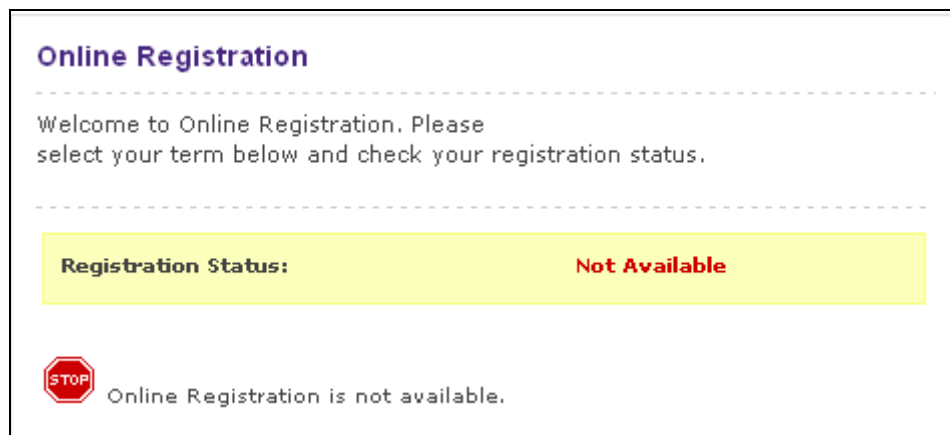 Online Registration
Welcome to Online Registration. Please
select your term below and check your registration status.
Registration Status: Not Available
STOP Online Registration is not available.